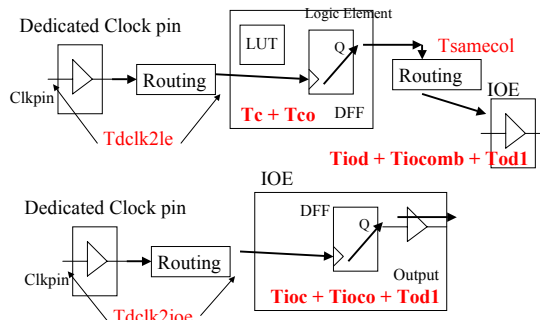 Dedicated Clock pin
Logic Element
LUT
Q
Tsamecol
Routing
Routing
Clkpin
Tc + Tco
DFF
IOE
Tdclk2le
Tiod + Tiocomb + Tod1
IOE
Dedicated Clock pin
DFF
Q
Routing
Clkpin
Output
Tioc + Tioco + Tod1
Tdclk2ioe